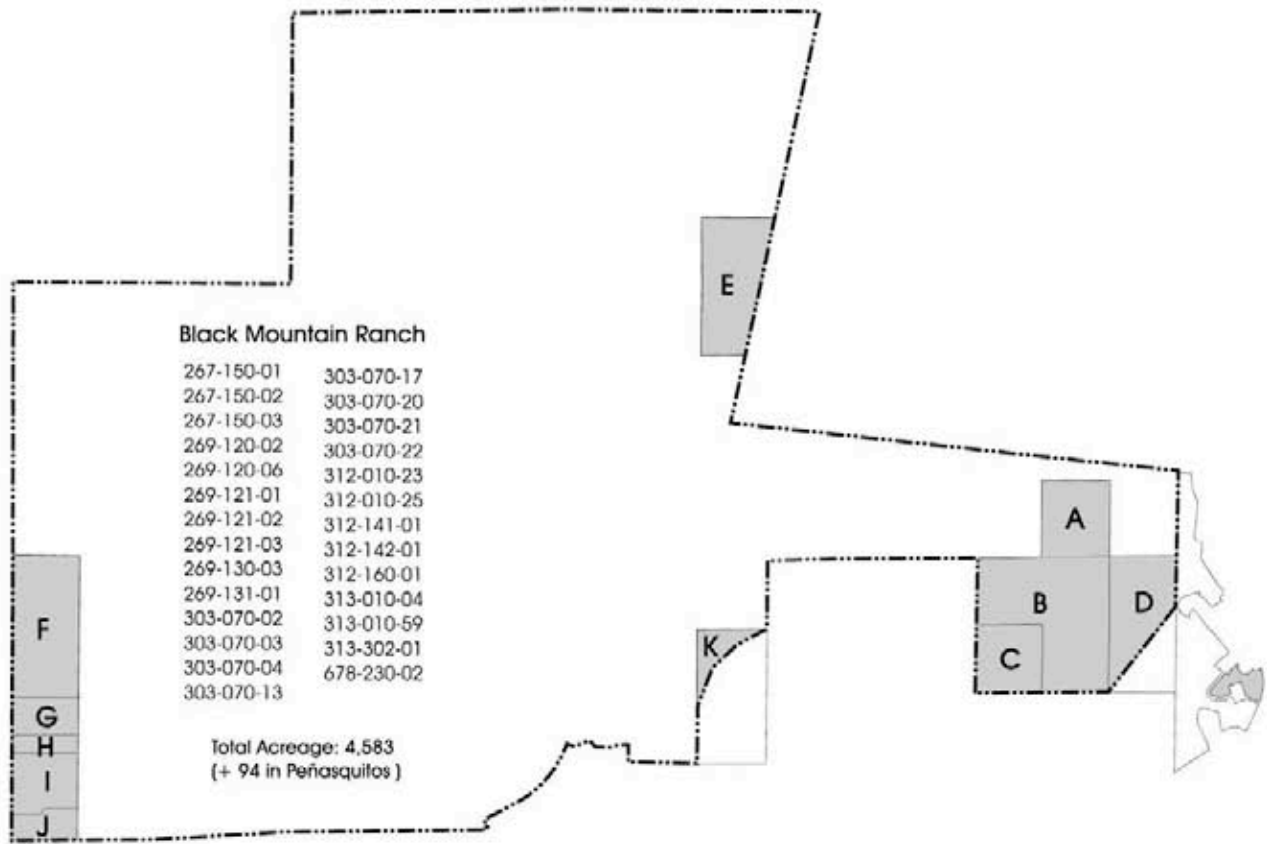 E
Black Mountain Ranch
267-150-01
267-150-02
267-150-03
269-120-02
269-120-06
269-121-01
269-121-02
269-121-03
269-130-03
269-131-01
303-070-02
303-070-03
303-070-04
303-070-13
303-070-17
303-070-20
303-070-21
303-070-22
312-010-23
312-010-25
312-141-01
312-142-01
312-160-01
313-010-04
313-010-59
313-302-01
678-230-02
Total Acreage: 4,583
(+ 94 in Peñasquitos )
A
B
D
C
K
F
G
H
I
J